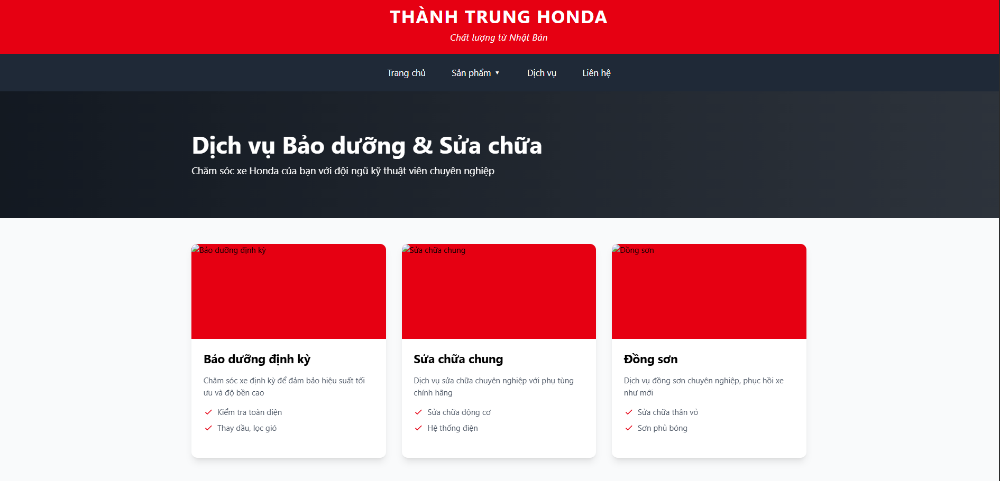 THÀNH TRUNG HONDA
Chất lượng từ Nhật Bản
Trang chủ Sản phẩm ▼ Dịch vụ Liên hệ
Dịch vụ Bảo dưỡng & Sửa chữa
Chăm sóc xe Honda của bạn với đội ngũ kỹ thuật viên chuyên nghiệp
Bảo dưỡng định kỳ
Bảo dưỡng định kỳ
Chăm sóc xe định kỳ để đảm bảo hiệu suất tối
ưu và độ bền cao
Kiểm tra toàn diện
Thay dầu, lọc gió
Sửa chữa chung
Sửa chữa chung
Dịch vụ sửa chữa chuyên nghiệp với phụ tùng
chính hãng
Sửa chữa động cơ
Hệ thống điện
Đồng sơn
Đồng sơn
Dịch vụ đồng sơn chuyên nghiệp, phục hồi xe
như mới
Sửa chữa thân vỏ
Sơn phủ bóng